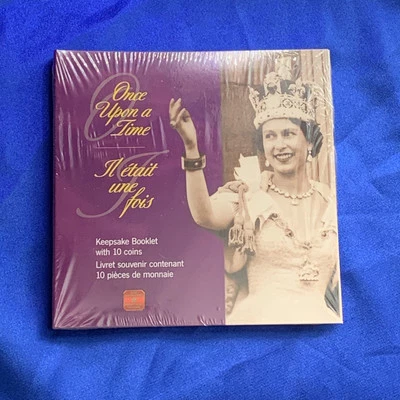 Once
Upon a
Time
Il était
une
fois
Keepsake Booklet
with 10 coins
Livret souvenir contenant
10 pièces de monnaie